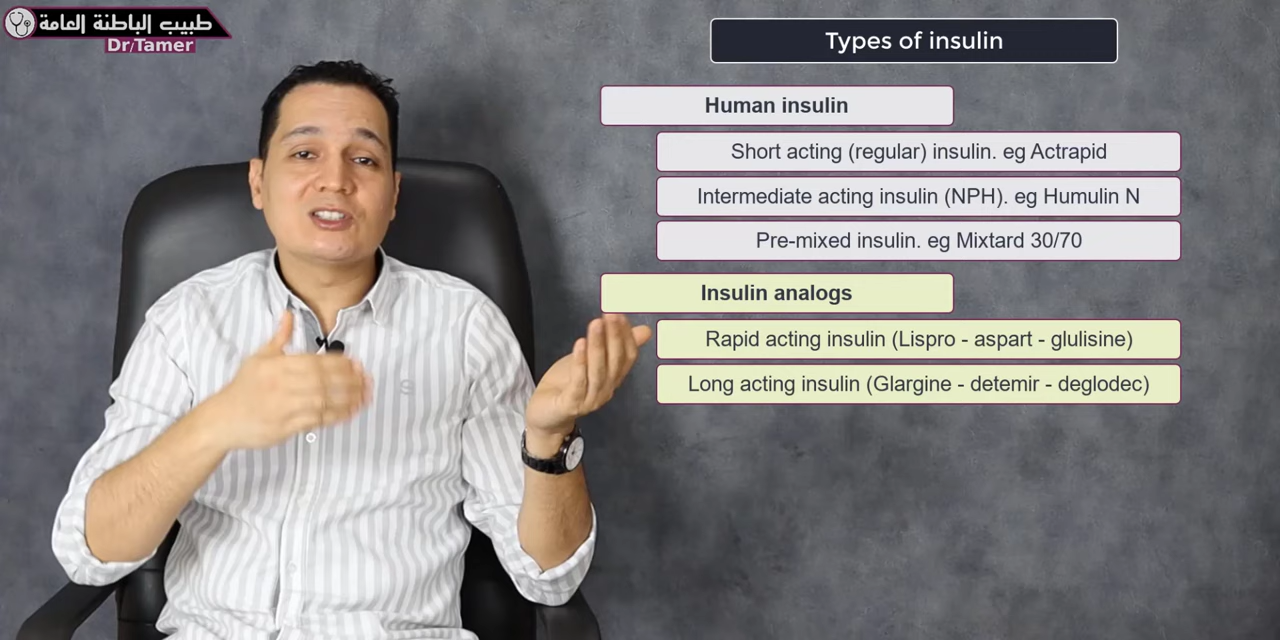 طبيب الباطنة العامة
Dr/Tamer
Types of insulin
Human insulin
Short acting (regular) insulin. eg Actrapid
Intermediate acting insulin (NPH). eg Humulin N
Pre-mixed insulin. eg Mixtard 30/70
Insulin analogs
Rapid acting insulin (Lispro - aspart - glulisine)
Long acting insulin (Glargine - detemir - deglodec)